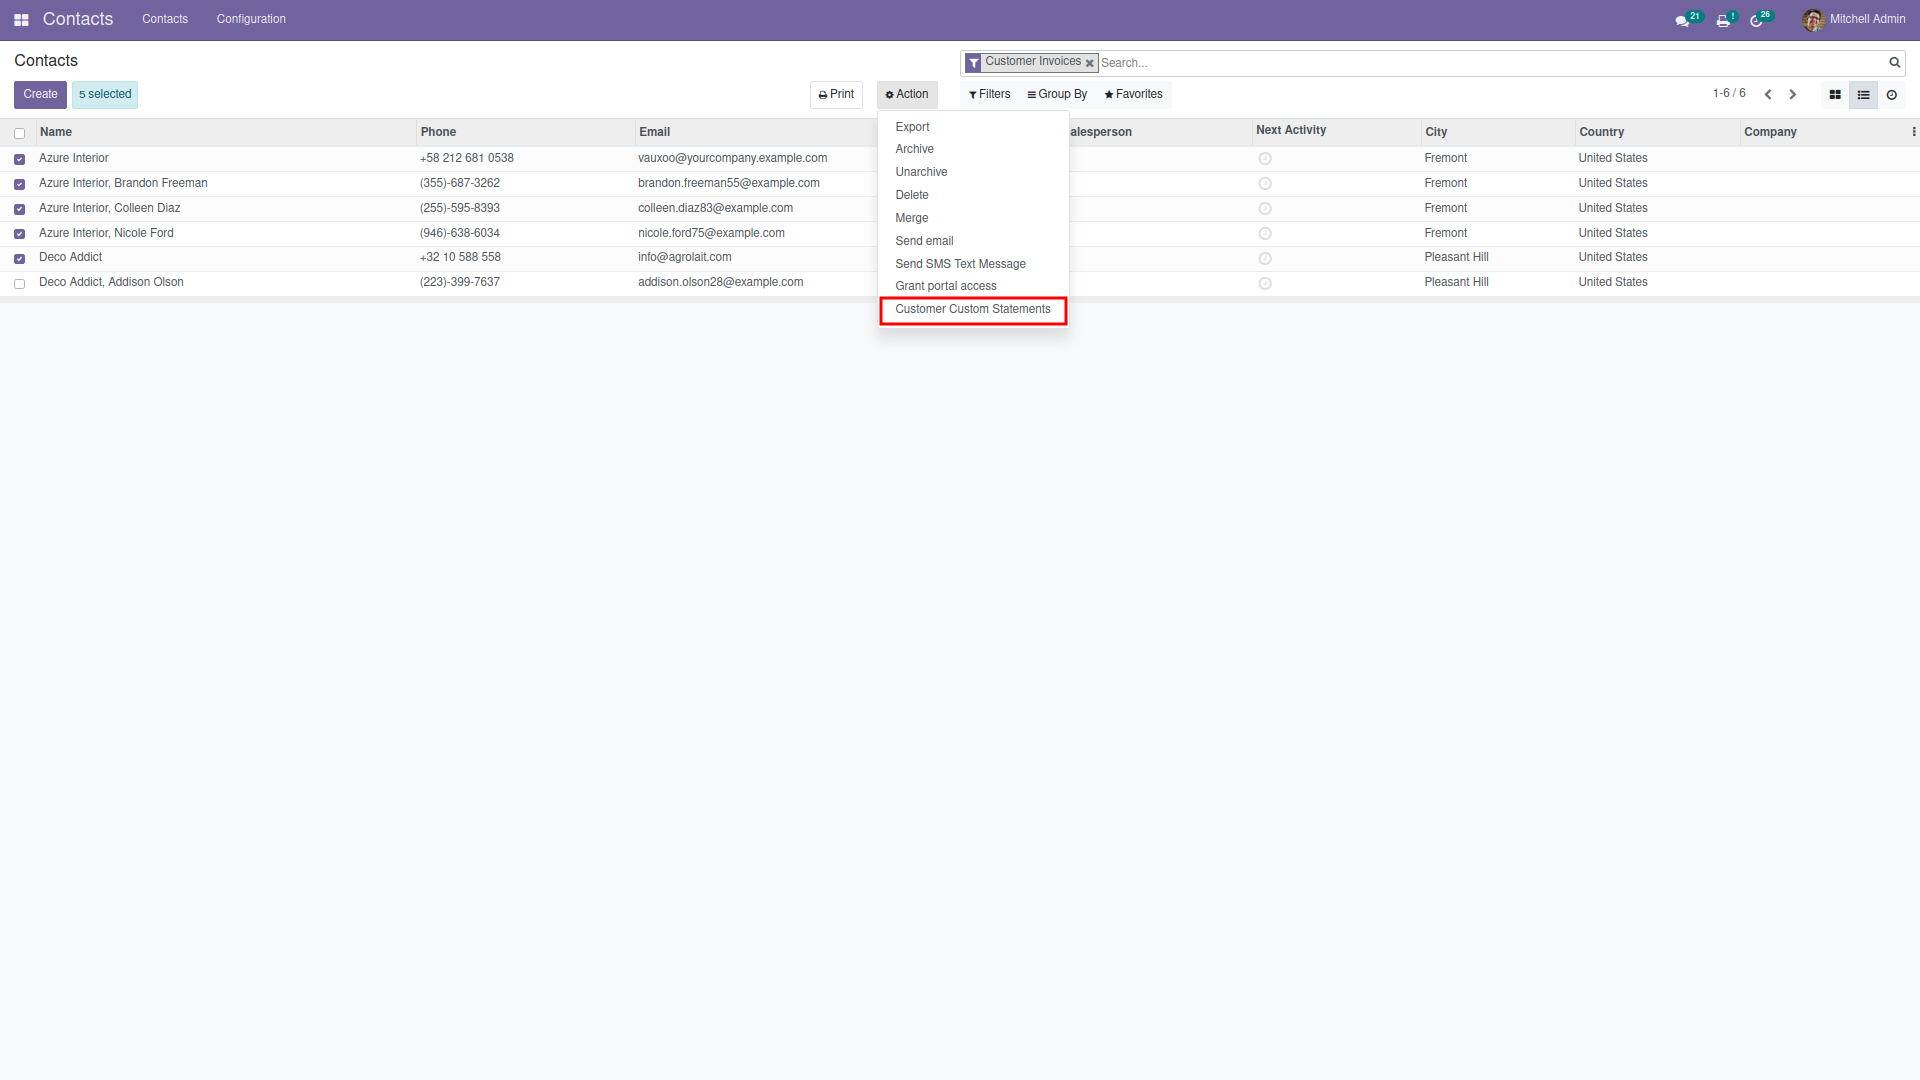 Contacts Contacts Configuration 21 ! 26 Mitchell Admin
Contacts
Customer Invoices Search...
Create 5 selected Print Action Filters Group By Favorites 1-6 / 6
Name Phone Email alesperson Next Activity City Country Company
Azure Interior +58 212 681 0538 vauxoo@yourcompany.example.com Fremont United States
Azure Interior, Brandon Freeman (355)-687-3262 brandon.freeman55@example.com Fremont United States
Azure Interior, Colleen Diaz (255)-595-8393 colleen.diaz83@example.com Fremont United States
Azure Interior, Nicole Ford (946)-638-6034 nicole.ford75@example.com Fremont United States
Deco Addict +32 10 588 558 info@agrolait.com Pleasant Hill United States
Deco Addict, Addison Olson (223)-399-7637 addison.olson28@example.com Pleasant Hill United States
Export
Archive
Unarchive
Delete
Merge
Send email
Send SMS Text Message
Grant portal access
Customer Custom Statements